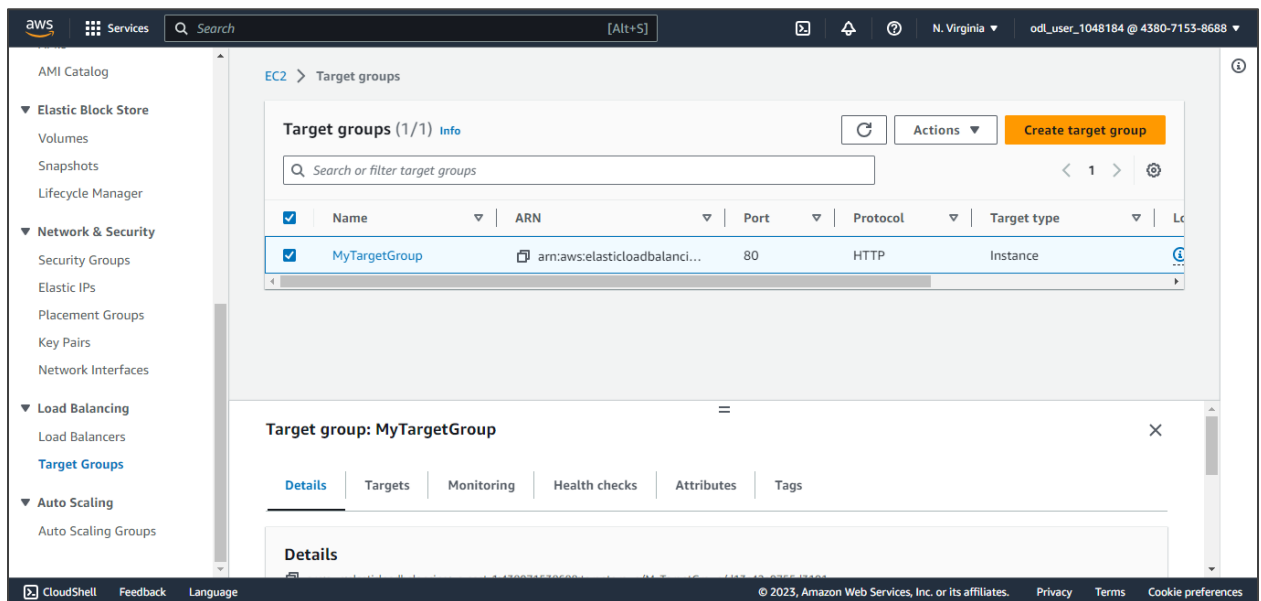 aws Services Search [Alt+S] N. Virginia odl_user_1048184 @ 4380-7153-8688
AMI Catalog
Elastic Block Store
Volumes
Snapshots
Lifecycle Manager
Network & Security
Security Groups
Elastic IPs
Placement Groups
Key Pairs
Network Interfaces
Load Balancing
Load Balancers
Target Groups
Auto Scaling
Auto Scaling Groups
EC2 > Target groups
Target groups (1/1) Info Actions Create target group
Search or filter target groups 1
Name ARN Port Protocol Target type
MyTargetGroup arn:aws:elasticloadbalanci... 80 HTTP Instance
Target group: MyTargetGroup
Details Targets Monitoring Health checks Attributes Tags
Details
CloudShell Feedback Language © 2023, Amazon Web Services, Inc. or its affiliates. Privacy Terms Cookie preferences